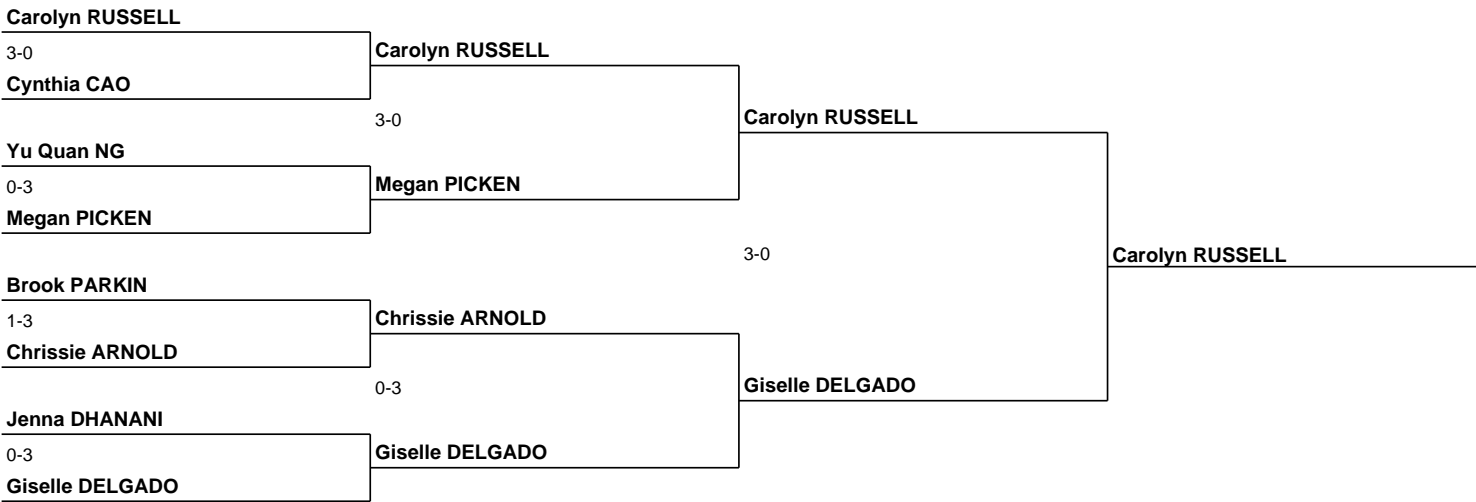 Carolyn RUSSELL
3-0
Cynthia CAO
Yu Quan NG
0-3
Megan PICKEN
Brook PARKIN
1-3
Chrissie ARNOLD
Jenna DHANANI
0-3
Giselle DELGADO
Carolyn RUSSELL
3-0
Megan PICKEN
Chrissie ARNOLD
0-3
Giselle DELGADO
Carolyn RUSSELL
3-0
Giselle DELGADO
Carolyn RUSSELL